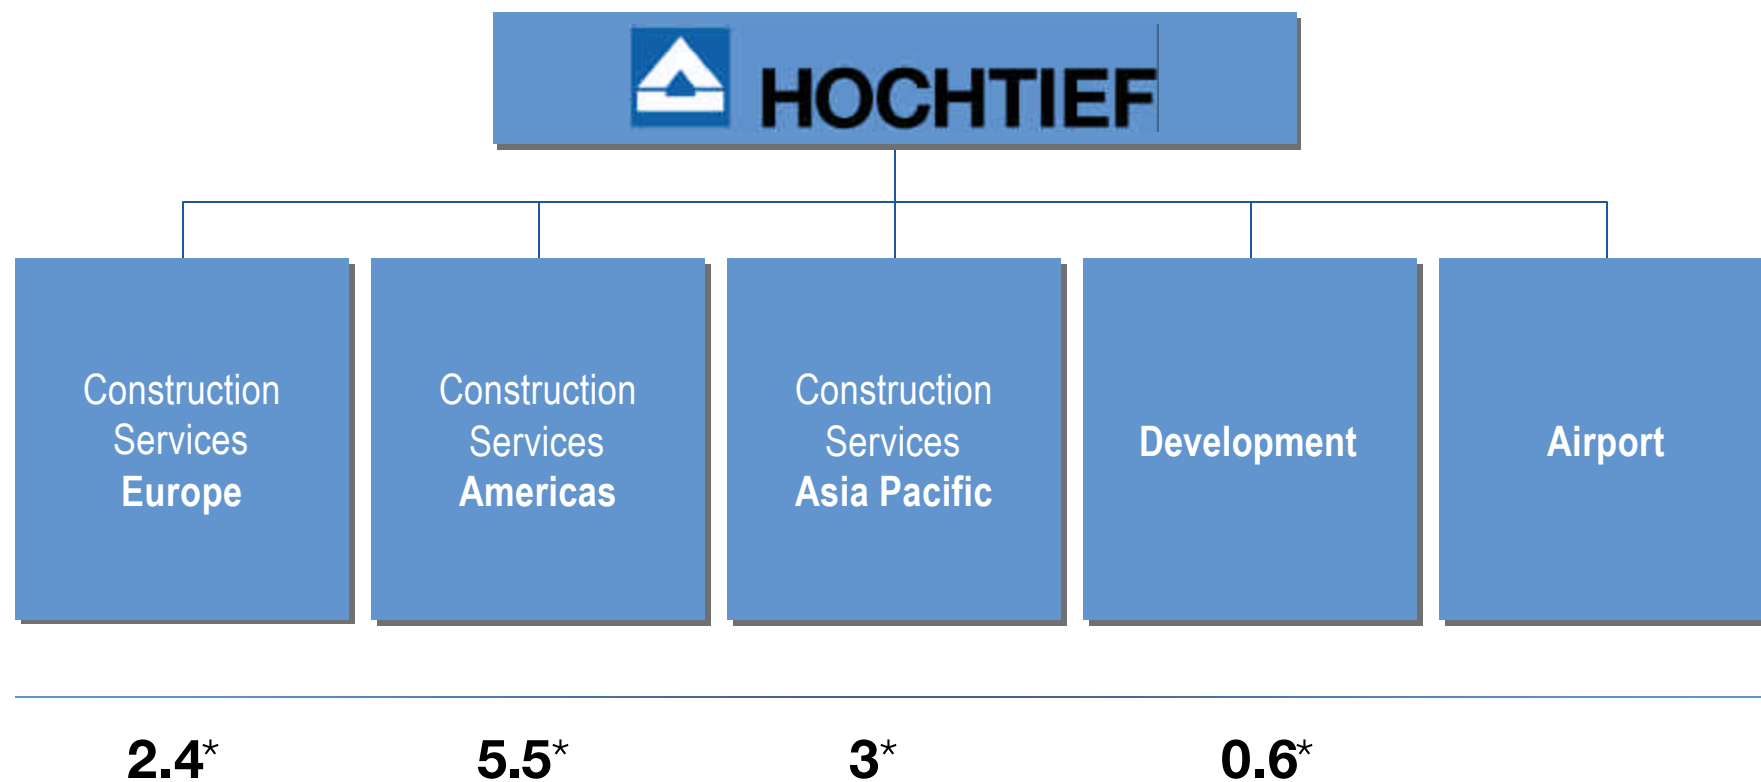 HOCHTIEF
Construction
Services
Europe
Construction
Services
Americas
Construction
Services
Asia Pacific
Development
Airport
2.4*
5.5*
3*
0.6*